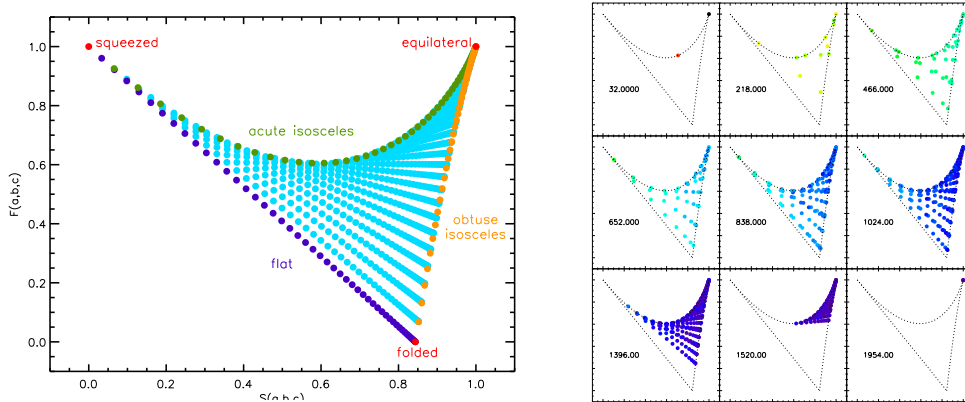 squeezed
equilateral
acute isosceles
obtuse
isosceles
flat
folded
F(a,b,c)
1.0
0.8
0.6
0.4
0.2
0.0
0.0 0.2 0.4 0.6 0.8 1.0
S(a,b,c)
32.0000
218.000
466.000
652.000
838.000
1024.00
1396.00
1520.00
1954.00